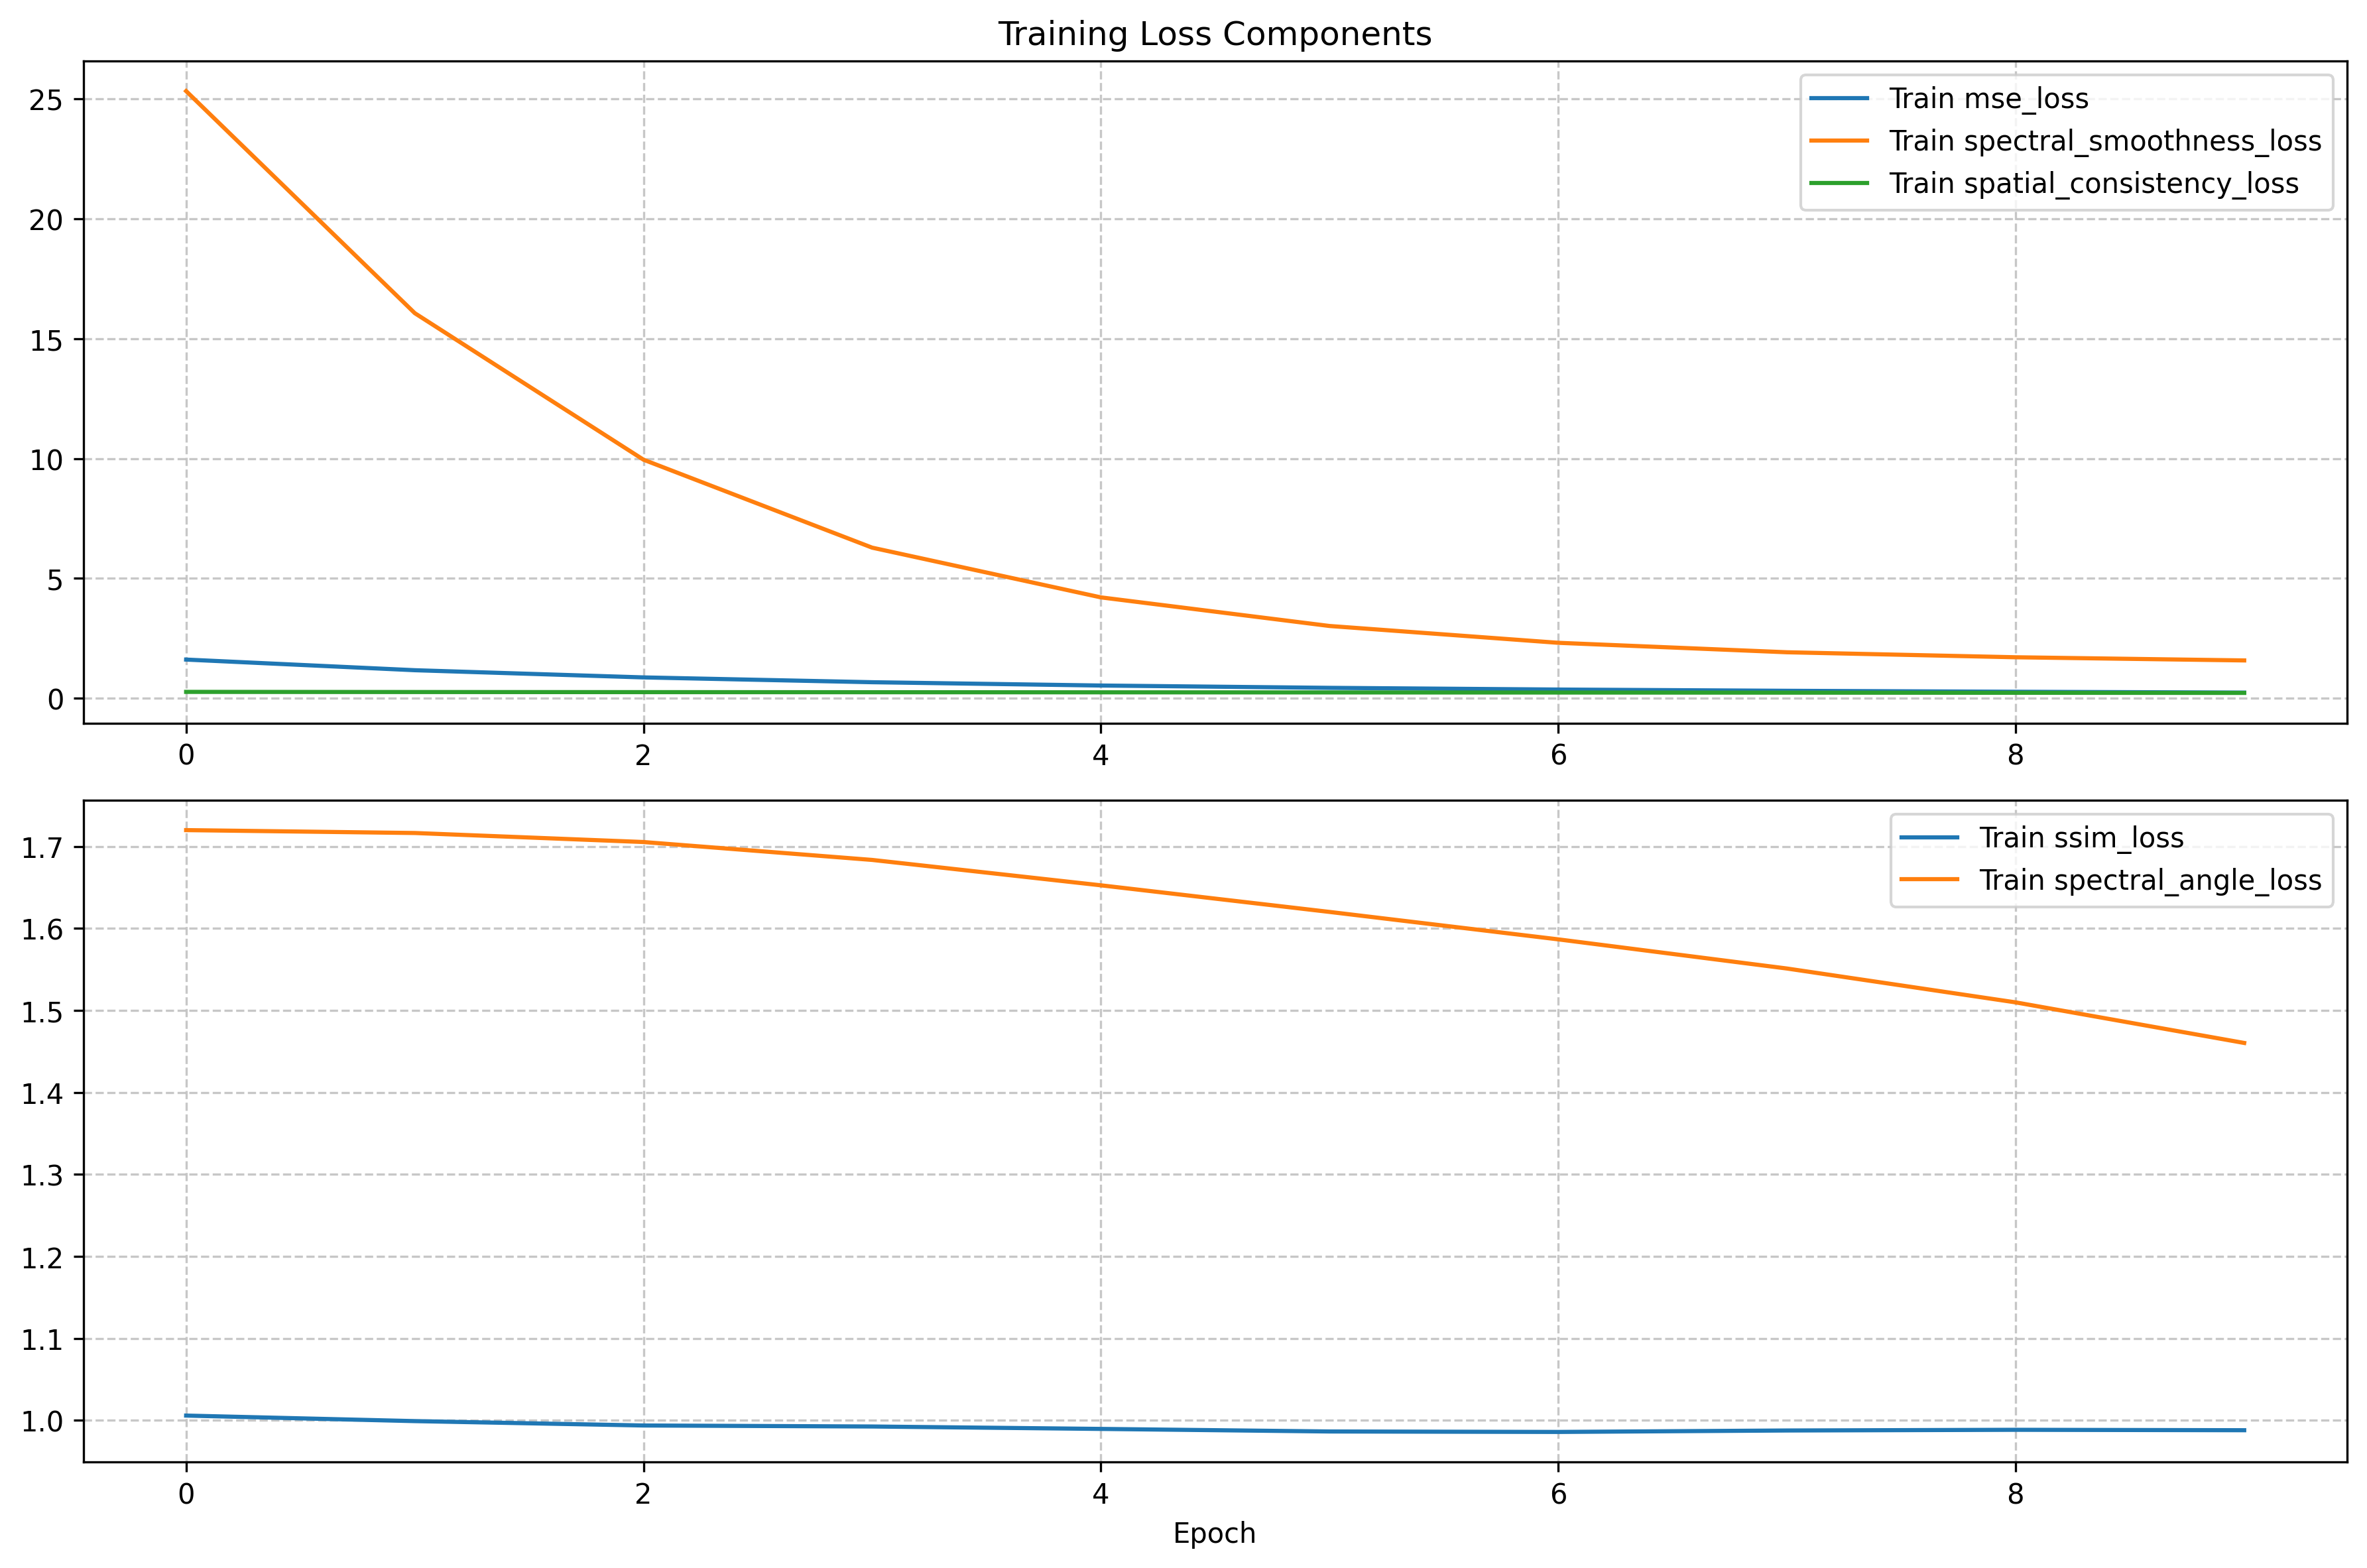 Training Loss Components
25
20
15
10
5
0
Train mse_loss
Train spectral_smoothness_loss
Train spatial_consistency_loss
0 2 4 6 8
1.7
1.6
1.5
1.4
1.3
1.2
1.1
1.0
Train ssim_loss
Train spectral_angle_loss
0 2 4 6 8
Epoch